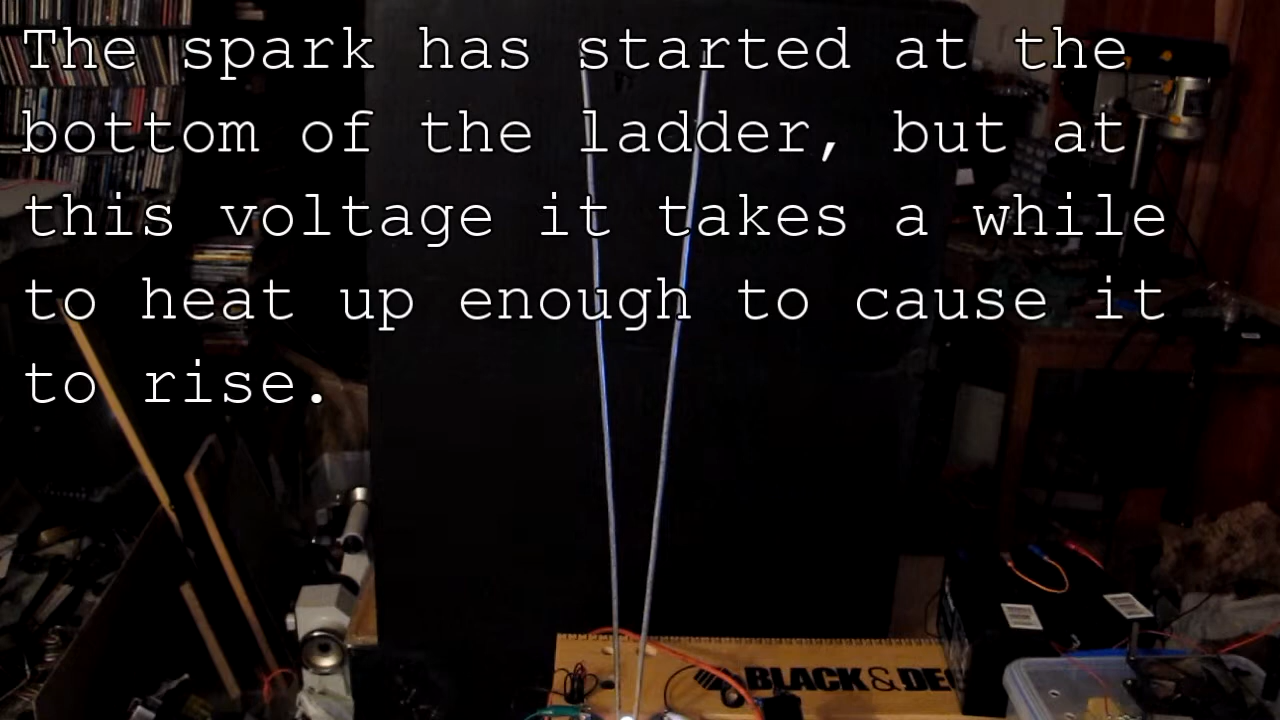 The spark has started at the
bottom of the ladder, but at
this voltage it takes a while
to heat up enough to cause it
to rise.
BLACK&DE